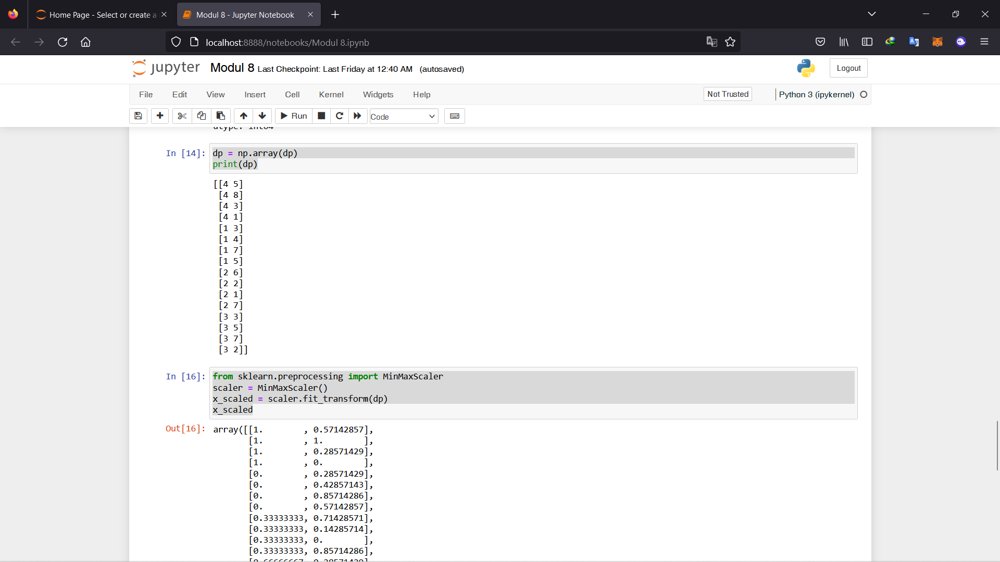 Home Page - Select or create a
Modul 8 - Jupyter Notebook
localhost:8888/notebooks/Modul 8.ipynb
jupyter Modul 8 Last Checkpoint: Last Friday at 12:40 AM (autosaved)
Logout
File Edit View Insert Cell Kernel Widgets Help
Not Trusted
Python 3 (ipykernel)
Run
Code
dtype: int64
In [14]: dp = np.array(dp)
print(dp)
[[4 5]
[4 8]
[4 3]
[4 1]
[1 3]
[1 4]
[1 7]
[1 5]
[2 6]
[2 2]
[2 1]
[2 7]
[3 3]
[3 5]
[3 7]
[3 2]]
In [16]: from sklearn.preprocessing import MinMaxScaler
scaler = MinMaxScaler()
x_scaled = scaler.fit_transform(dp)
x_scaled
Out[16]: array([[1.        , 0.57142857],
[1.        , 1.        ],
[1.        , 0.28571429],
[1.        , 0.        ],
[0.        , 0.28571429],
[0.        , 0.42857143],
[0.        , 0.85714286],
[0.        , 0.57142857],
[0.33333333, 0.71428571],
[0.33333333, 0.14285714],
[0.33333333, 0.        ],
[0.33333333, 0.85714286],
[0.66666667, 0.28571429],